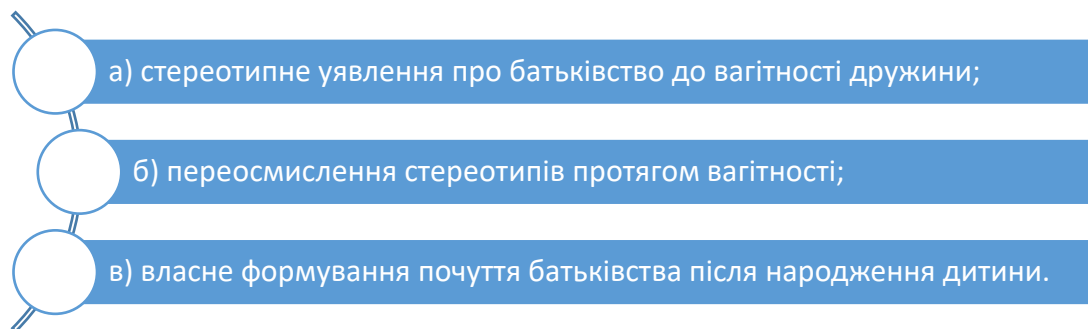 а) стереотипне уявлення про батьківство до вагітності дружини;
б) переосмислення стереотипів протягом вагітності;
в) власне формування почуття батьківства після народження дитини.